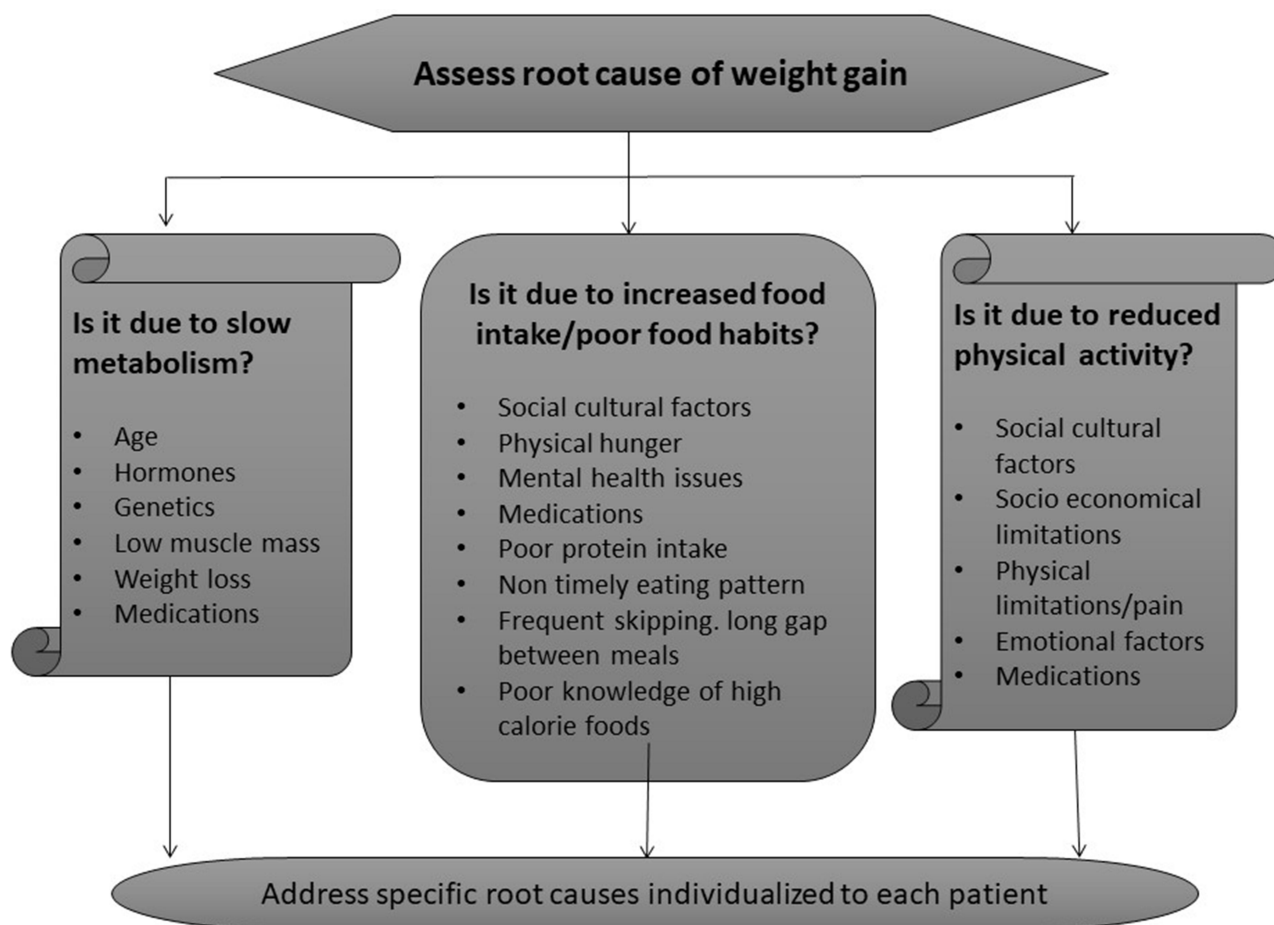 Assess root cause of weight gain
Is it due to slow
metabolism?
• Age
• Hormones
• Genetics
• Low muscle mass
• Weight loss
• Medications
Is it due to increased food
intake/poor food habits?
• Social cultural factors
• Physical hunger
• Mental health issues
• Medications
• Poor protein intake
• Non timely eating pattern
• Frequent skipping. long gap
between meals
• Poor knowledge of high
calorie foods
Is it due to reduced
physical activity?
• Social cultural
factors
• Socio economical
limitations
• Physical
limitations/pain
• Emotional factors
• Medications
Address specific root causes individualized to each patient